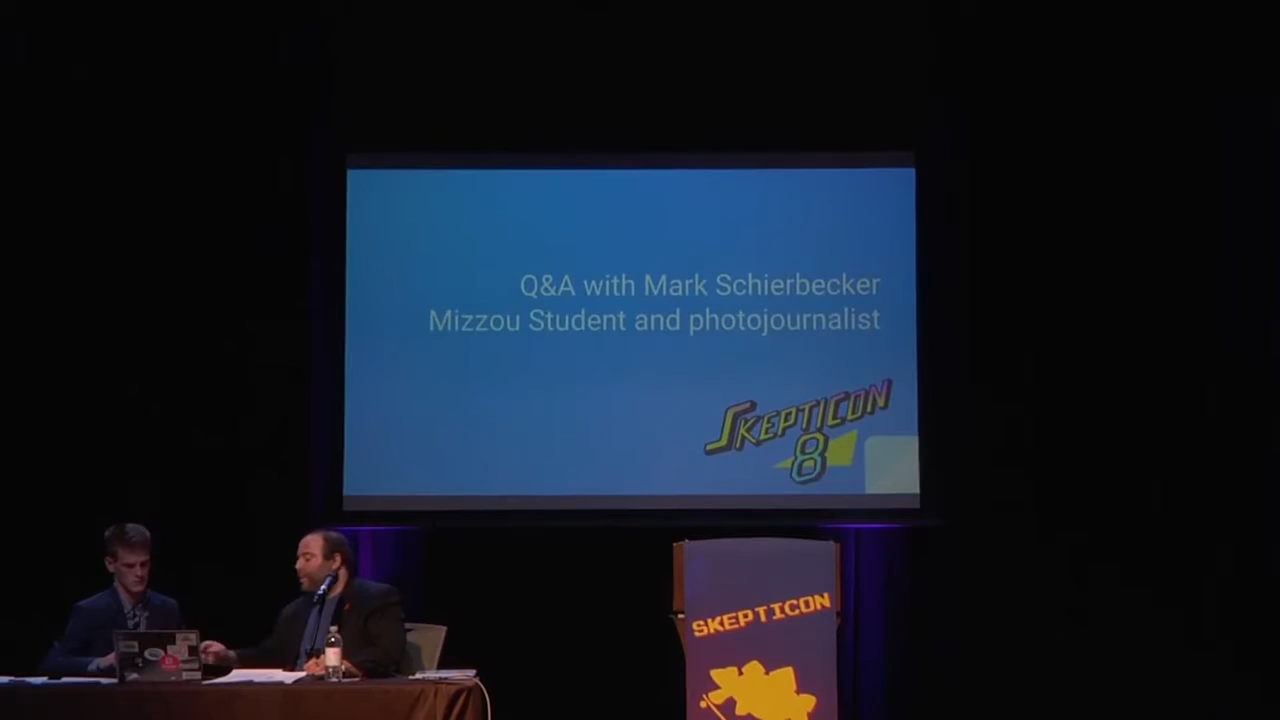 Q&A with Mark Schierbecker
Mizzou Student and photojournalist
SKEPTICON
8
SKEPTICON